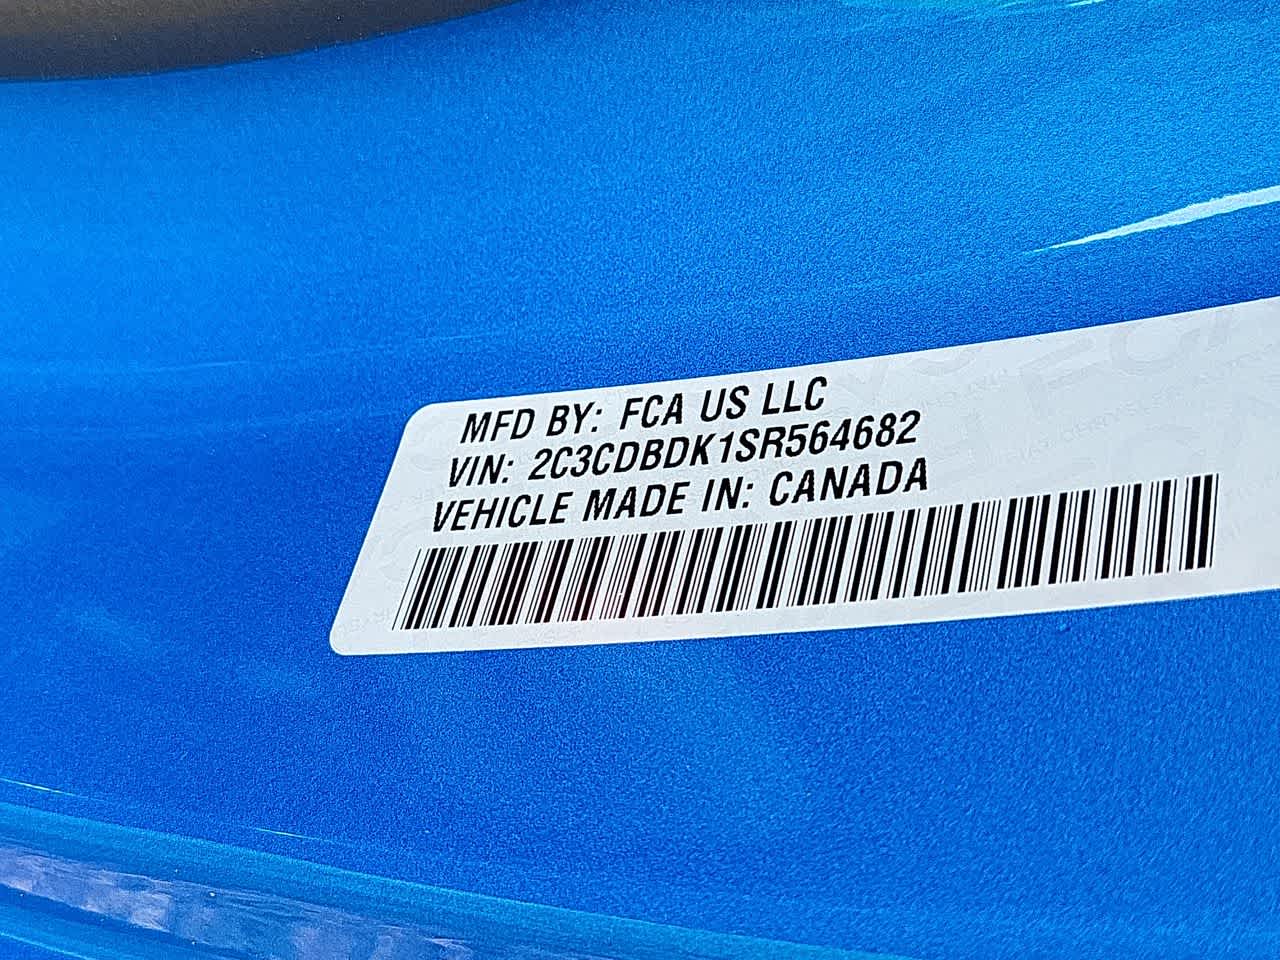 MFD BY: FCA US LLC
VIN: 2C3CDBDK1SR564682
VEHICLE MADE IN: CANADA